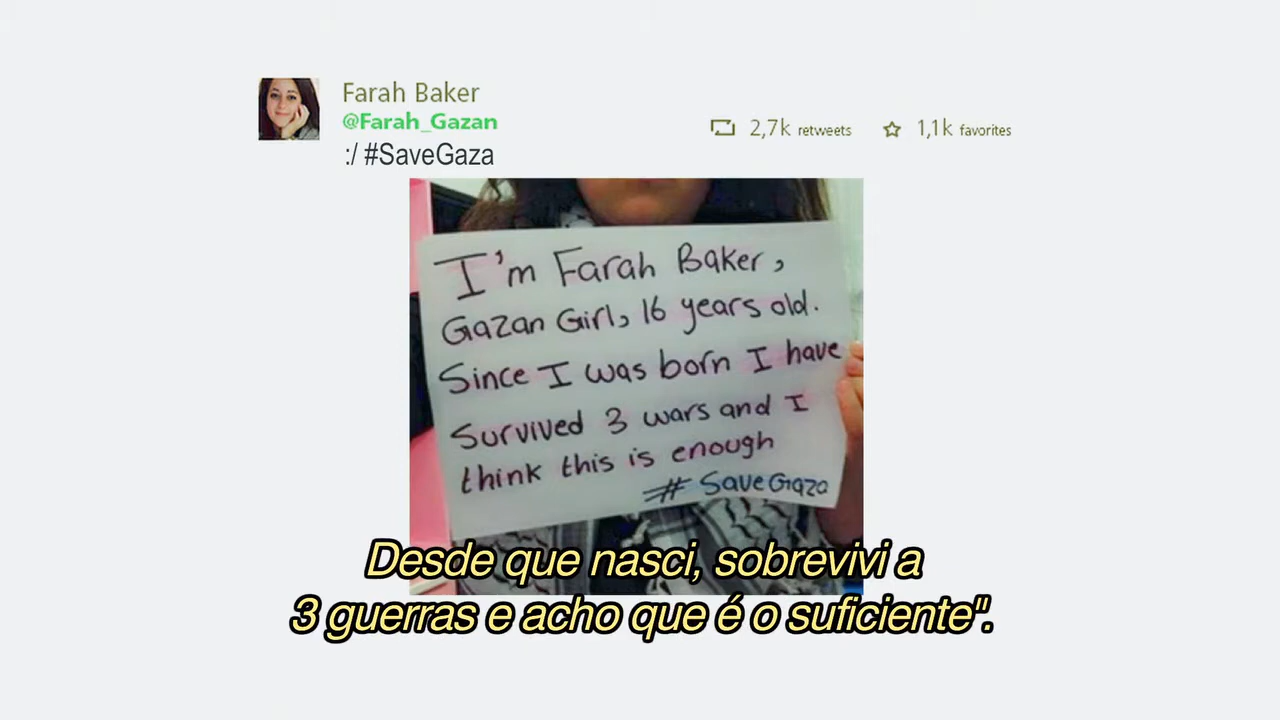 Farah Baker
@Farah_Gazan
2,7k retweets 1,1k favorites
:/ #SaveGaza
I'm Farah Baker,
Gazan Girl, 16 years old.
Since I was born I have
Survived 3 wars and I
think this is enough
# SaveGaza
Desde que nasci, sobrevivi a
3 guerras e acho que é o suficiente".